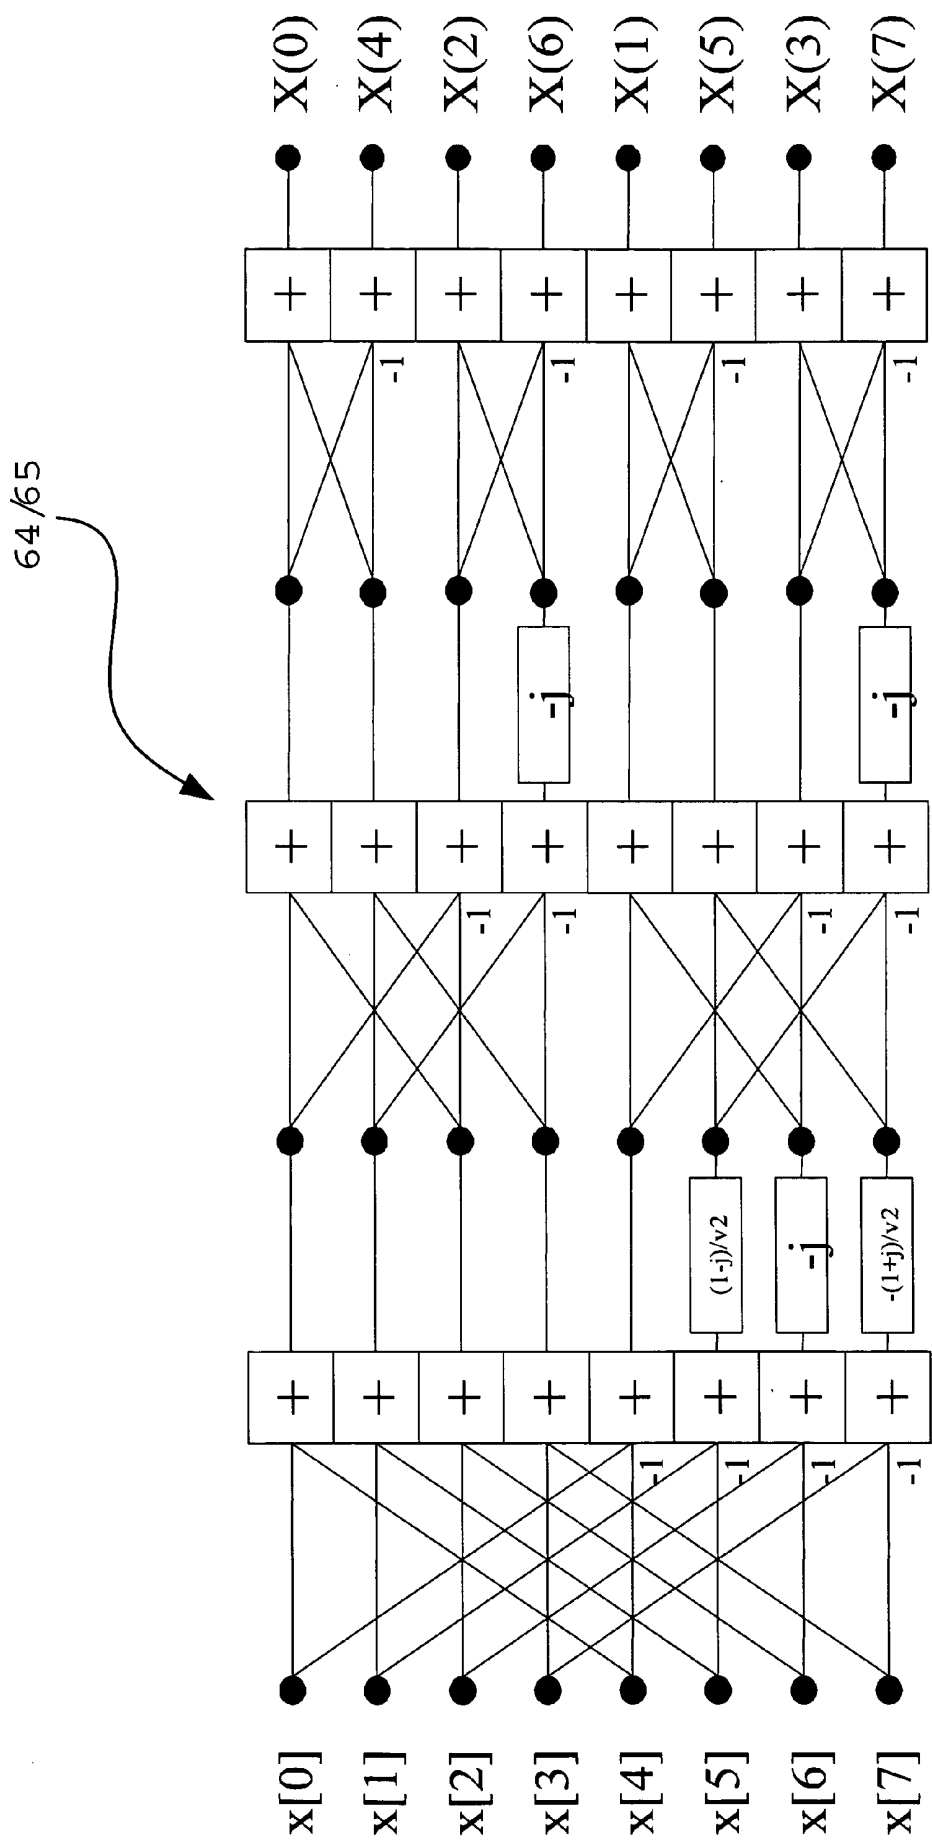 64/65
x[0] + + + X(0)
x[1] + + + X(4)
-1
x[2] + + + X(2)
-1
x[3] + + -j + X(6)
-1 -1
x[4] + + + X(1)
-1
x[5] + (1-j)/v2 + + X(5)
-1 -1
x[6] + -j + + X(3)
-1 -1
x[7] + -(1+j)/v2 + -j + X(7)
-1 -1 -1